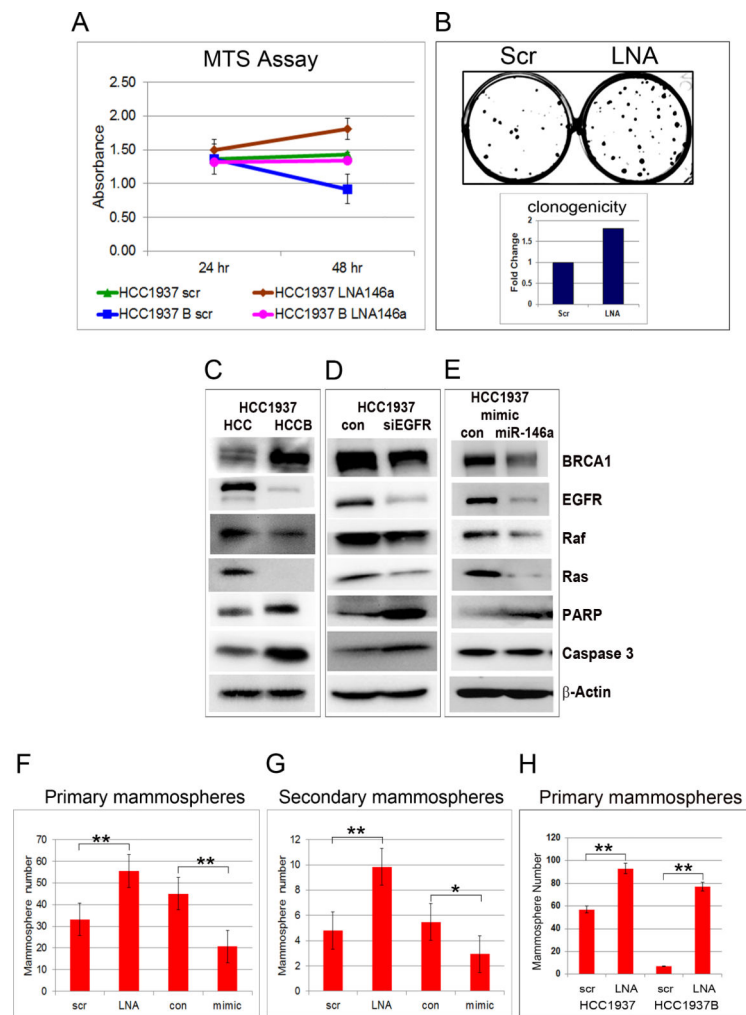 A
MTS Assay
Absorbance
2.50
2.00
1.50
1.00
0.50
0.00
24 hr 48 hr
HCC1937 scr HCC1937 LNA146a
HCC1937 B scr HCC1937 B LNA146a
B
Scr LNA
clonogenicity
Fold Change
2
1.5
1
0.5
0
Scr LNA
C
HCC1937
HCC HCCB
D
HCC1937
con siEGFR
E
HCC1937
mimic
con miR-146a
BRCA1
EGFR
Raf
Ras
PARP
Caspase 3
β-Actin
F
Primary mammospheres
Mammosphere number
70
60
50
40
30
20
10
0
** **
scr LNA con mimic
G
Secondary mammospheres
Mammosphere number
12
10
8
6
4
2
0
** *
scr LNA con mimic
H
Primary mammospheres
Mammosphere Number
120
100
80
60
40
20
0
** **
scr LNA scr LNA
HCC1937 HCC1937B